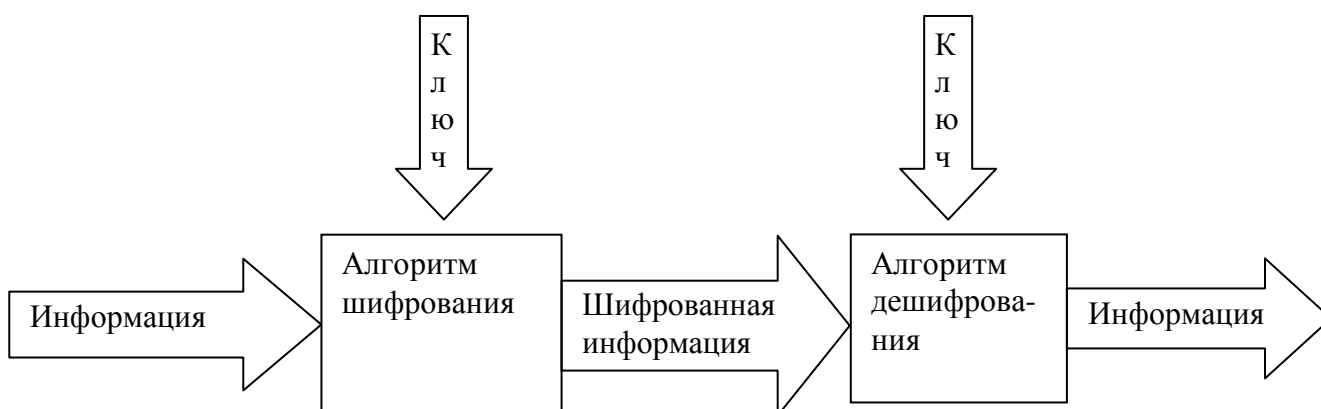 К
л
ю
ч
К
л
ю
ч
Информация
Алгоритм
шифрования
Шифрованная
информация
Алгоритм
дешифрова-
ния
Информация